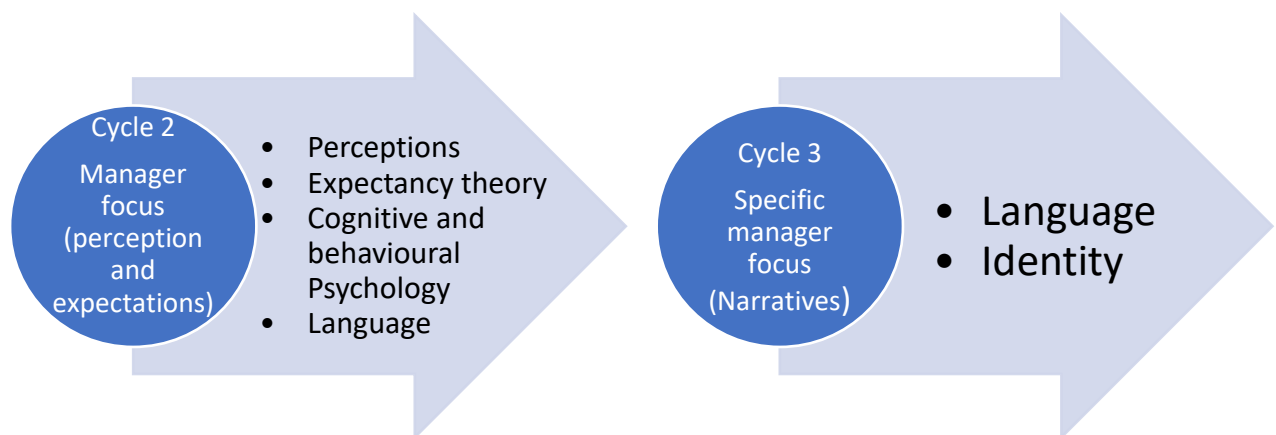 Cycle 2
Manager
focus
(perception
and
expectations)
• Perceptions
• Expectancy theory
• Cognitive and
behavioural
Psychology
• Language
Cycle 3
Specific
manager
focus
(Narratives)
• Language
• Identity